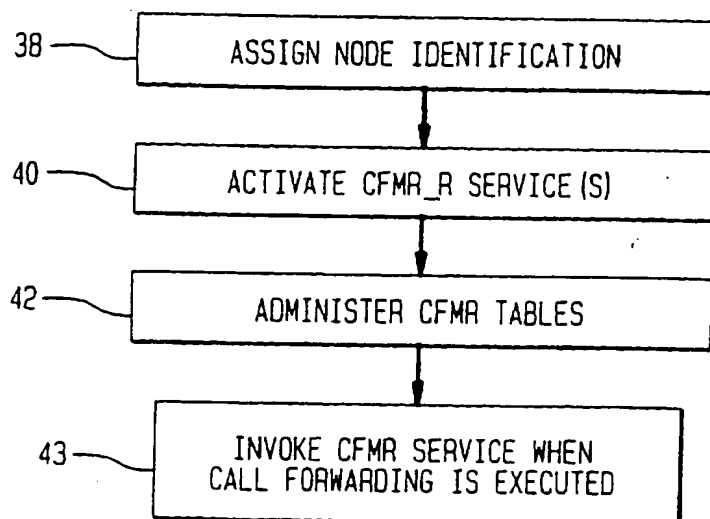 38 ASSIGN NODE IDENTIFICATION
40 ACTIVATE CFMR_R SERVICE(S)
42 ADMINISTER CFMR TABLES
43 INVOKE CFMR SERVICE WHEN
CALL FORWARDING IS EXECUTED